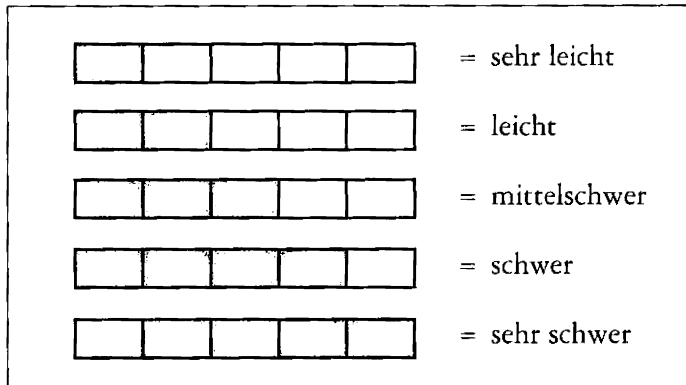 = sehr leicht
= leicht
= mittelschwer
= schwer
= sehr schwer